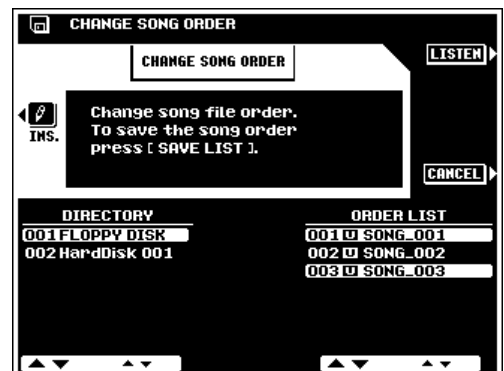 CHANGE SONG ORDER
CHANGE SONG ORDER
LISTEN
INS.
Change song file order.
To save the song order
press [ SAVE LIST ].
CANCEL
DIRECTORY
001 FLOPPY DISK
002 HardDisk 001
ORDER LIST
001 U SONG_001
002 U SONG_002
003 U SONG_003